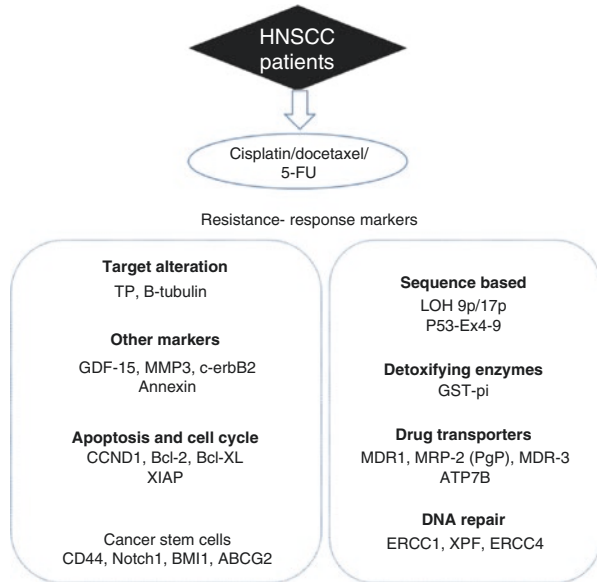 HNSCC
patients
Cisplatin/docetaxel/
5-FU
Resistance- response markers
Target alteration
TP, B-tubulin
Other markers
GDF-15, MMP3, c-erbB2
Annexin
Apoptosis and cell cycle
CCND1, Bcl-2, Bcl-XL
XIAP
Cancer stem cells
CD44, Notch1, BMI1, ABCG2
Sequence based
LOH 9p/17p
P53-Ex4-9
Detoxifying enzymes
GST-pi
Drug transporters
MDR1, MRP-2 (PgP), MDR-3
ATP7B
DNA repair
ERCC1, XPF, ERCC4